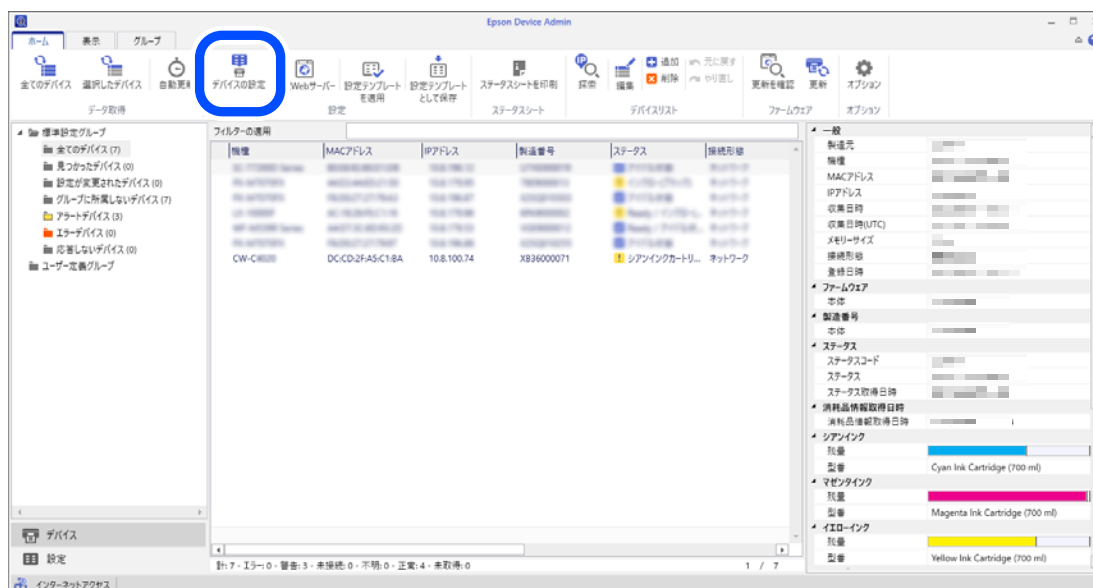 Epson Device Admin
ホーム 表示 グループ
全てのデバイス 選択したデバイス 自動更
データ取得
デバイスの設定 Webサーバー 設定テンプレートを適用 設定テンプレートとして保存
設定
ステータスシートを印刷
ステータスシート
探索 編集 追加 削除 元に戻す やり直し
デバイスリスト
更新を確認 更新
ファームウェア
オプション
オプション
標準設定グループ
全てのデバイス (7)
見つかったデバイス (0)
設定が変更されたデバイス (0)
グループに所属しないデバイス (7)
アラートデバイス (3)
エラーデバイス (0)
応答しないデバイス (0)
ユーザー定義グループ
デバイス
設定
フィルターの適用
機種 MACアドレス IPアドレス 製造番号 ステータス 接続形態
CW-C4020 DC:CD:2F:A5:C1:BA 10.8.100.74 XB36000071 シアンインクカートリ... ネットワーク
計: 7・エラー: 0・警告: 3・未接続: 0・不明: 0・正常: 4・未取得: 0
1 / 7
一般
製造元
機種
MACアドレス
IPアドレス
収集日時
収集日時(UTC)
メモリーサイズ
接続形態
登録日時
ファームウェア
本体
製造番号
本体
ステータス
ステータスコード
ステータス
ステータス取得日時
消耗品情報取得日時
消耗品情報取得日時
シアンインク
残量
型番 Cyan Ink Cartridge (700 ml)
マゼンタインク
残量
型番 Magenta Ink Cartridge (700 ml)
イエローインク
残量
型番 Yellow Ink Cartridge (700 ml)
インターネットアクセス